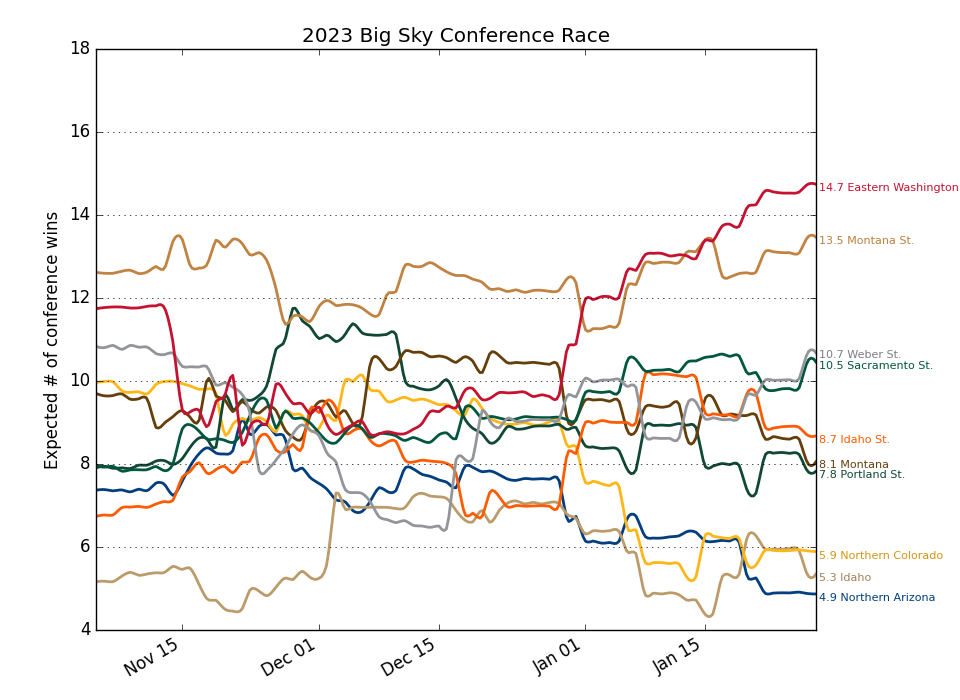 2023 Big Sky Conference Race
Expected # of conference wins
18
16
14
12
10
8
6
4
14.7 Eastern Washington
13.5 Montana St.
10.7 Weber St.
10.5 Sacramento St.
8.7 Idaho St.
8.1 Montana
7.8 Portland St.
5.9 Northern Colorado
5.3 Idaho
4.9 Northern Arizona
Nov 15
Dec 01
Dec 15
Jan 01
Jan 15